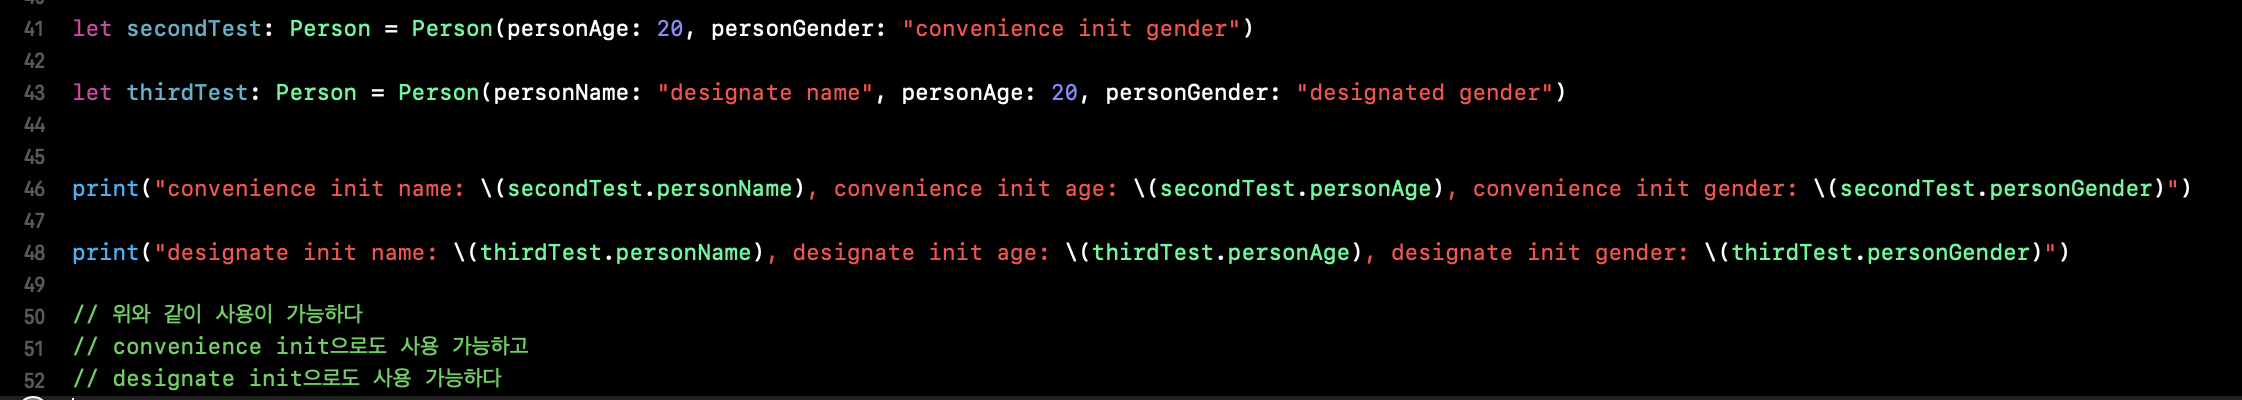 41 let secondTest: Person = Person(personAge: 20, personGender: "convenience init gender")
42
43 let thirdTest: Person = Person(personName: "designate name", personAge: 20, personGender: "designated gender")
44
45
46 print("convenience init name: \(secondTest.personName), convenience init age: \(secondTest.personAge), convenience init gender: \(secondTest.personGender)")
47
48 print("designate init name: \(thirdTest.personName), designate init age: \(thirdTest.personAge), designate init gender: \(thirdTest.personGender)")
49
50 // 위와 같이 사용이 가능하다
51 // convenience init으로도 사용 가능하고
52 // designate init으로도 사용 가능하다